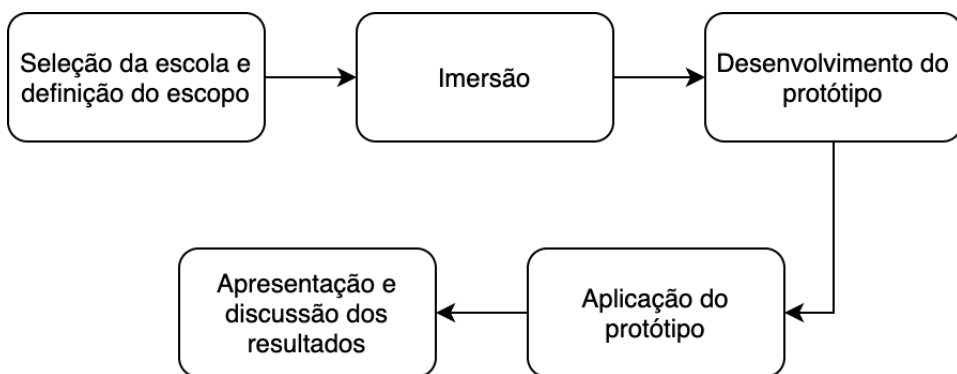 Seleção da escola e
definição do escopo
Imersão
Desenvolvimento do
protótipo
Aplicação do
protótipo
Apresentação e
discussão dos
resultados